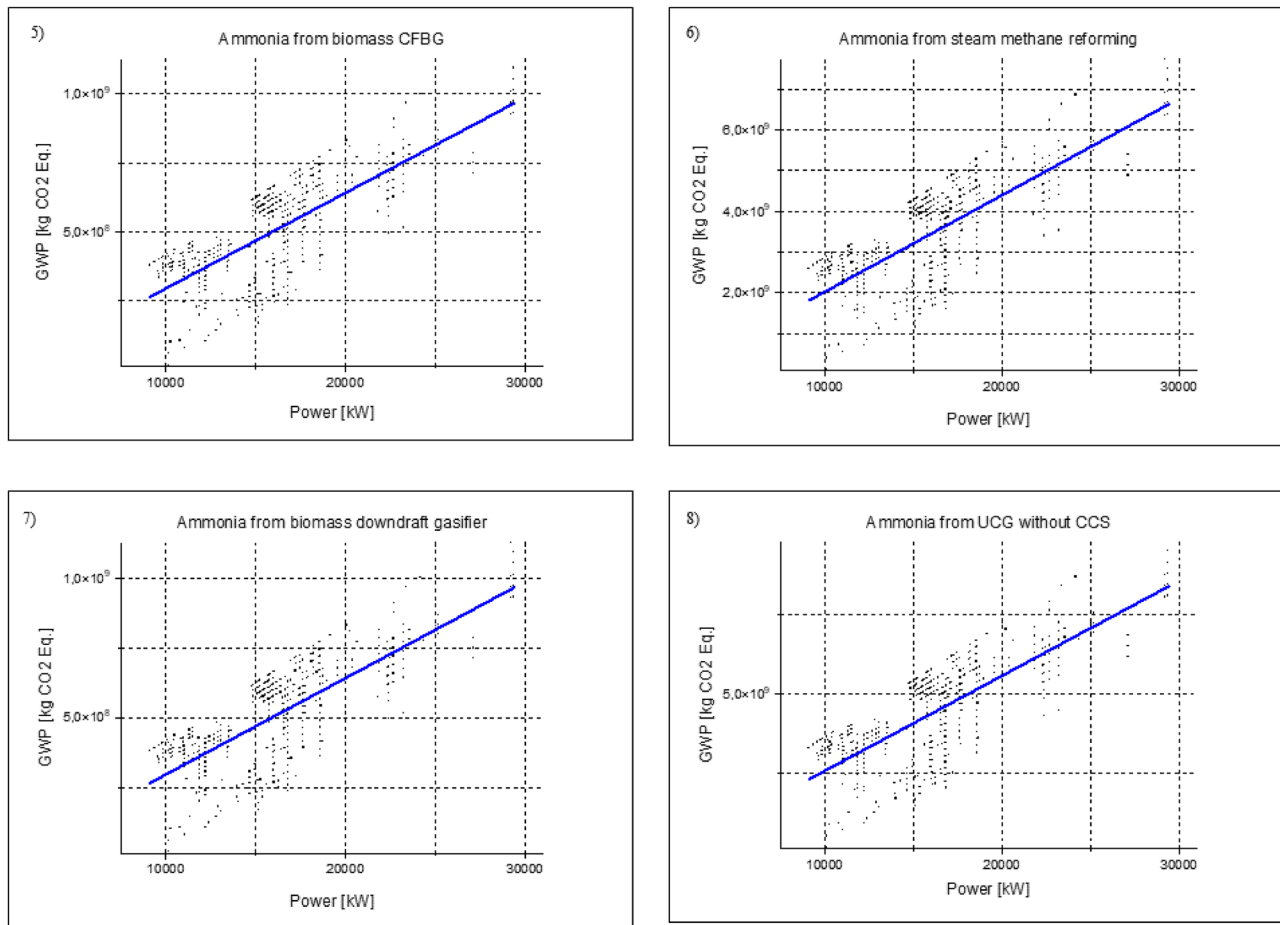 5)
Ammonia from biomass CFBG
1,0×10⁹
5,0×10⁸
GWP [kg CO2 Eq.]
10000 20000 30000
Power [kW]
6)
Ammonia from steam methane reforming
6,0×10⁹
4,0×10⁹
2,0×10⁹
GWP [kg CO2 Eq.]
10000 20000 30000
Power [kW]
7)
Ammonia from biomass downdraft gasifier
1,0×10⁹
5,0×10⁸
GWP [kg CO2 Eq.]
10000 20000 30000
Power [kW]
8)
Ammonia from UCG without CCS
5,0×10⁹
GWP [kg CO2 Eq.]
10000 20000 30000
Power [kW]